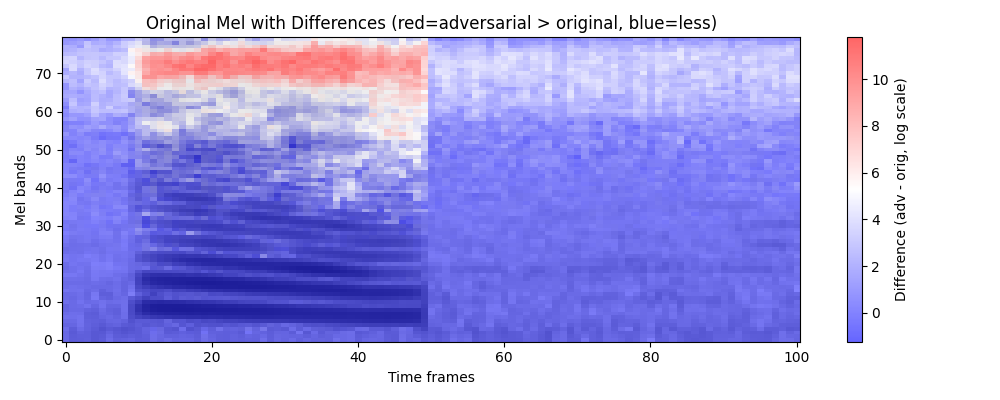 Original Mel with Differences (red=adversarial > original, blue=less)
Mel bands
70
60
50
40
30
20
10
0
0 20 40 60 80 100
Time frames
10
8
6
4
2
0
Difference (adv - orig, log scale)